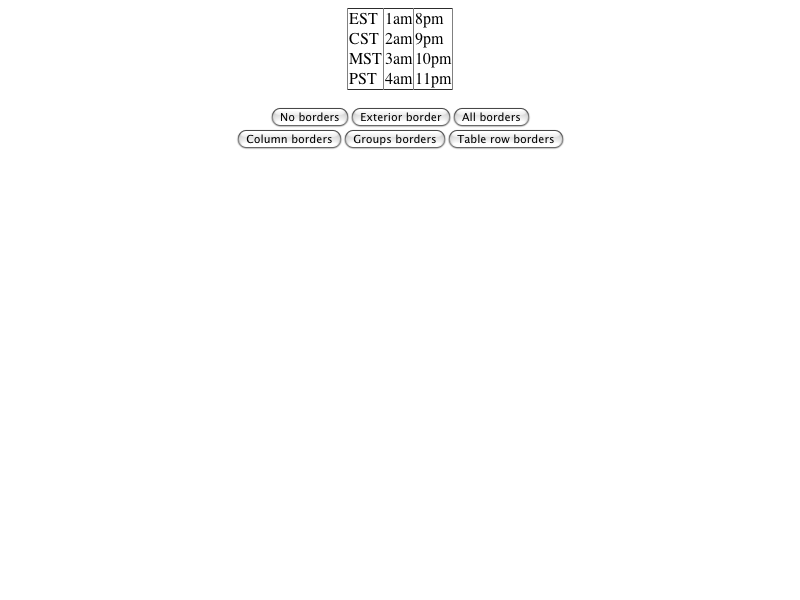 EST 1am 8pm
CST 2am 9pm
MST 3am 10pm
PST 4am 11pm
No borders Exterior border All borders
Column borders Groups borders Table row borders